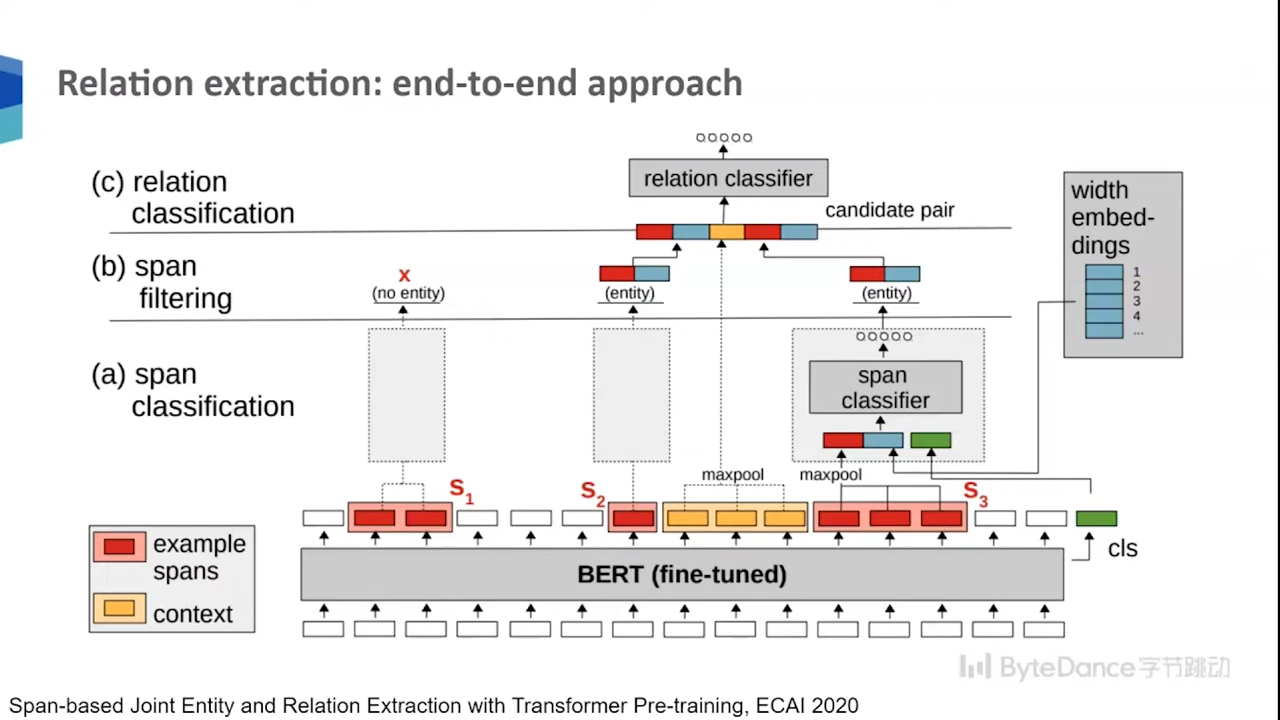 Relation extraction: end-to-end approach
(c) relation
classification
relation classifier
candidate pair
(b) span
filtering
x
(no entity)
(entity)
(entity)
width
embed-
dings
1
2
3
4
...
(a) span
classification
span
classifier
maxpool
maxpool
S1
S2
S3
example
spans
context
BERT (fine-tuned)
cls
ByteDance字节跳动
Span-based Joint Entity and Relation Extraction with Transformer Pre-training, ECAI 2020